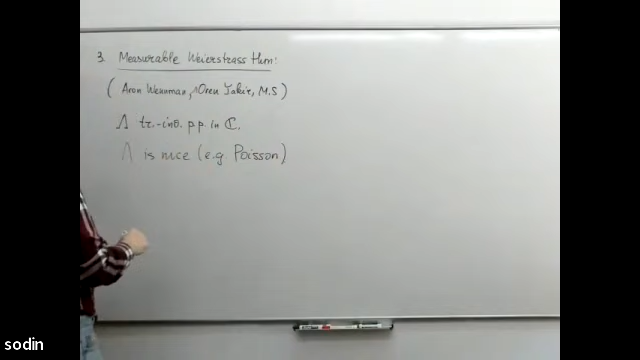 3. Measurable Weierstrass thm:
(Aron Wennman, Oren Yakir, M.S)
Λ tr.-inv. p.p. in ℂ.
Λ is nice (e.g Poisson)
sodin